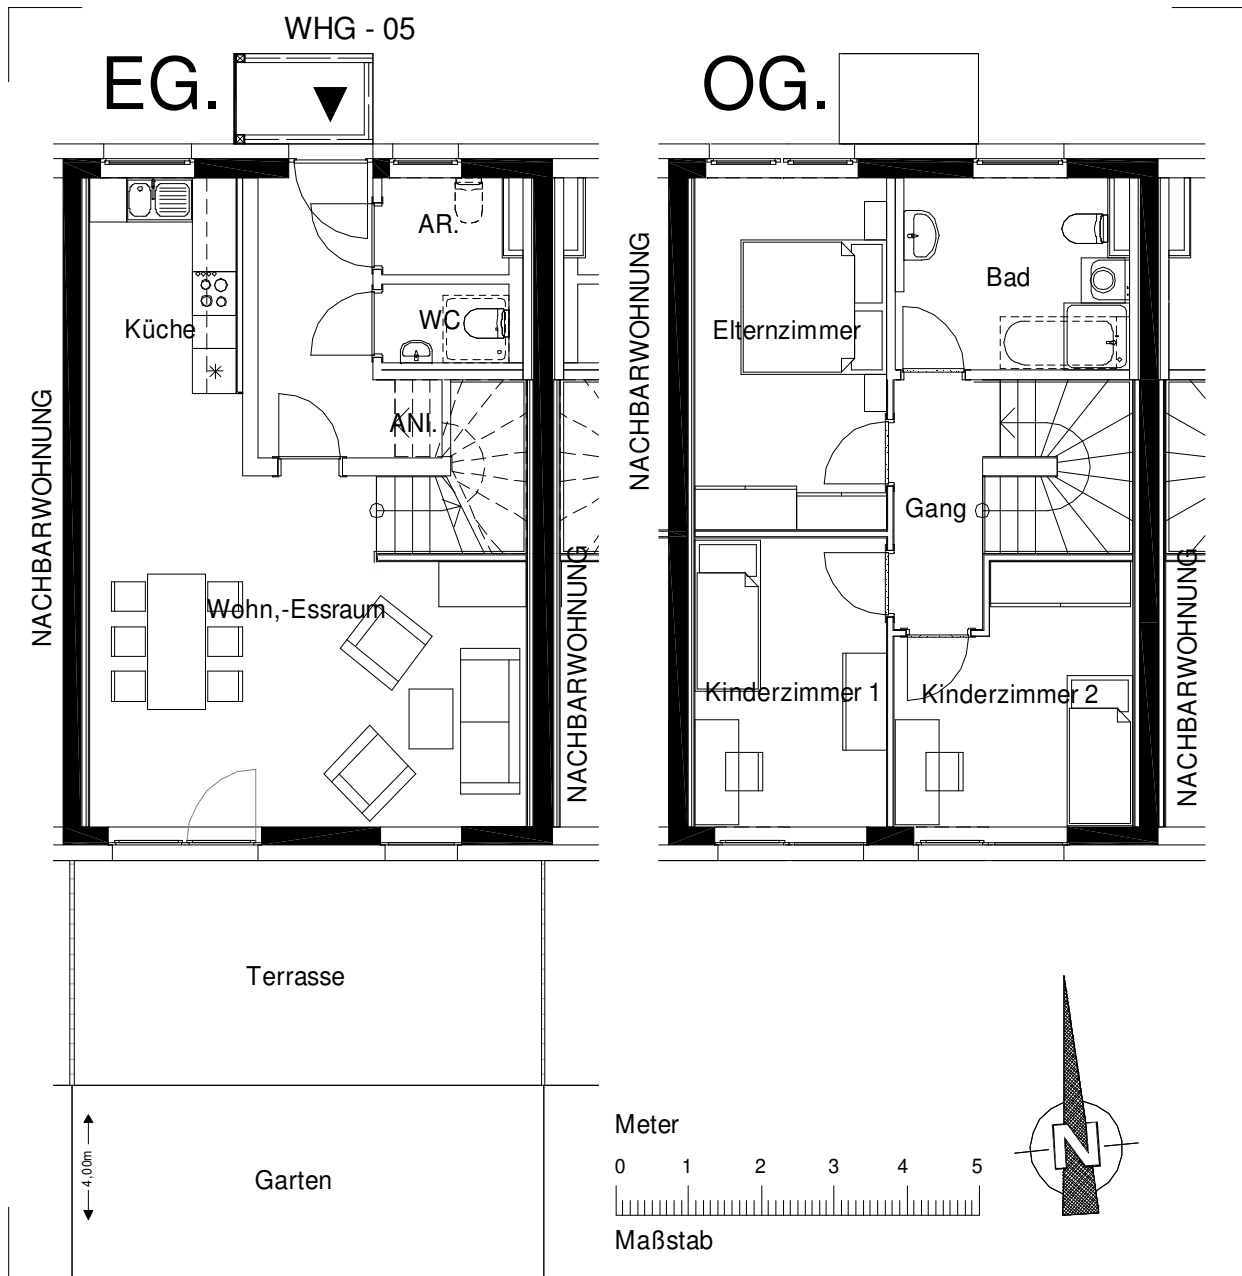 WHG - 05
EG.
OG.
AR.
WC
Küche
ANI.
NACHBARWOHNUNG
Wohn,-Essraum
NACHBARWOHNUNG
Terrasse
4,00m
Garten
NACHBARWOHNUNG
Bad
Elternzimmer
Gang
Kinderzimmer 1
Kinderzimmer 2
NACHBARWOHNUNG
Meter
0 1 2 3 4 5
Maßstab
N